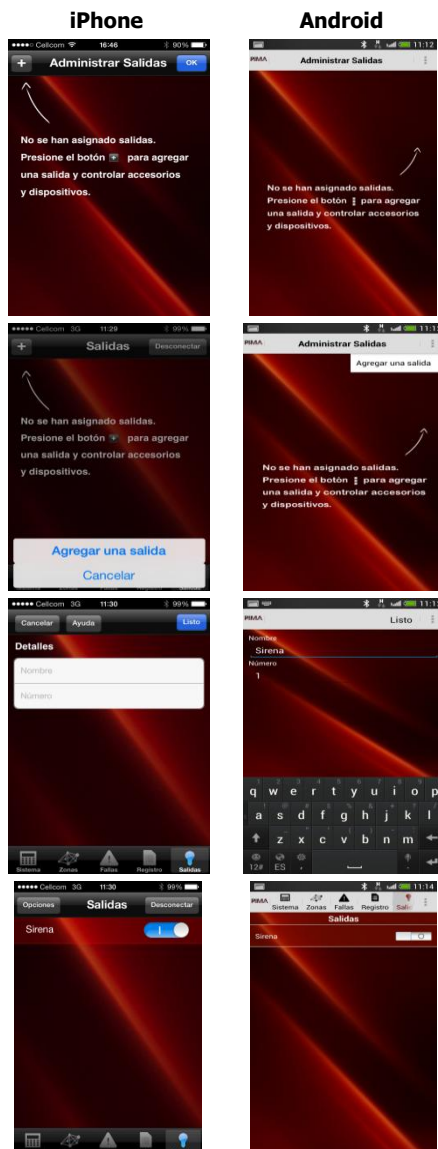 iPhone
Android
Cellcom 16:46 90%
+ Administrar Salidas OK
No se han asignado salidas.
Presione el botón para agregar
una salida y controlar accesorios
y dispositivos.
11:12
PIMA Administrar Salidas
No se han asignado salidas.
Presione el botón para agregar
una salida y controlar accesorios
y dispositivos.
Cellcom 3G 11:29 99%
+ Salidas Desconectar
No se han asignado salidas.
Presione el botón para agregar
una salida y controlar accesorios
y dispositivos.
Agregar una salida
Cancelar
PIMA Administrar Salidas
Agregar una salida
No se han asignado salidas.
Presione el botón para agregar
una salida y controlar accesorios
y dispositivos.
Cellcom 3G 11:30 99%
Cancelar Ayuda Listo
Detalles
Nombre
Número
Sistema Zonas Fallas Registro Salidas
PIMA Listo
Nombre
Sirena
Número
1
q w e r t y u i o p
a s d f g h j k l
z x c v b n m
12# ES
Cellcom 3G 11:30 99%
Opciones Salidas Desconectar
Sirena
11:14
PIMA Sistema Zonas Fallas Registro Sali
Salidas
Sirena